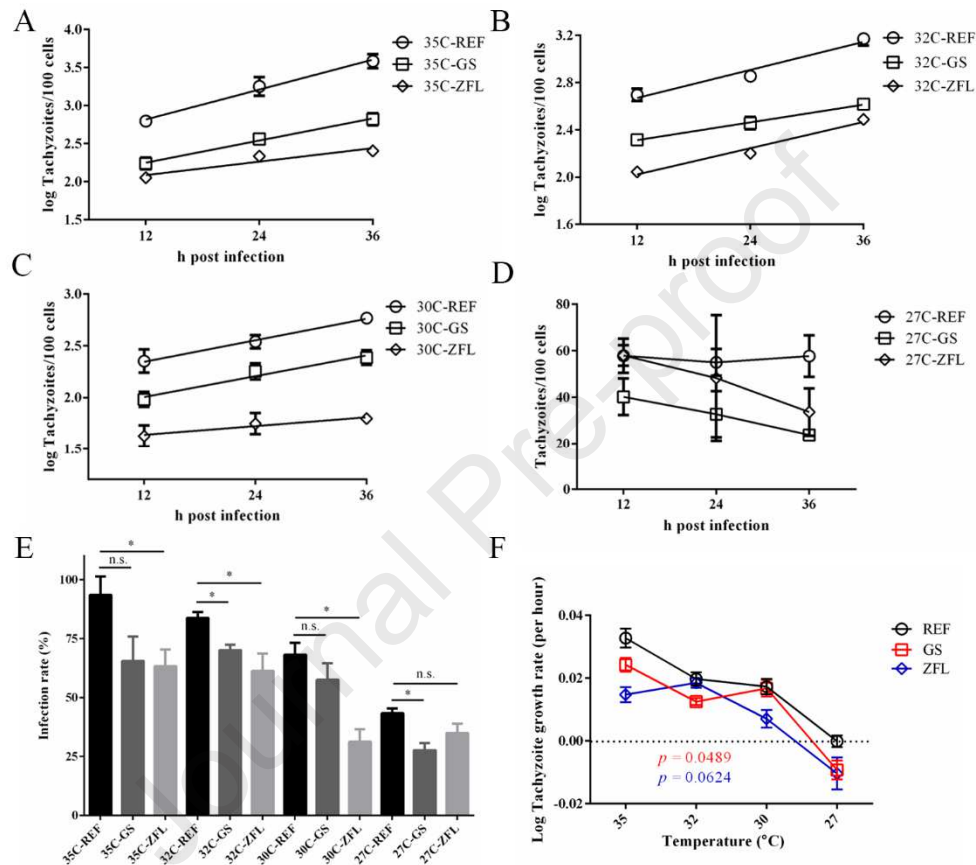 A
log Tachyzoites/100 cells
4.0
3.5
3.0
2.5
2.0
1.5
12
24
36
h post infection
35C-REF
35C-GS
35C-ZFL
B
log Tachyzoites/100 cells
3.2
2.8
2.4
2.0
1.6
12
24
36
h post infection
32C-REF
32C-GS
32C-ZFL
C
log Tachyzoites/100 cells
3.0
2.5
2.0
1.5
12
24
36
h post infection
30C-REF
30C-GS
30C-ZFL
D
Tachyzoites/100 cells
80
60
40
20
0
12
24
36
h post infection
27C-REF
27C-GS
27C-ZFL
E
Infection rate (%)
100
75
50
25
0
*
n.s.
*
*
*
n.s.
n.s.
*
35C-REF
35C-GS
35C-ZFL
32C-REF
32C-GS
32C-ZFL
30C-REF
30C-GS
30C-ZFL
27C-REF
27C-GS
27C-ZFL
F
Log Tachyzoite growth rate (per hour)
0.04
0.02
0.00
-0.02
p = 0.0489
p = 0.0624
35
32
30
27
Temperature (°C)
REF
GS
ZFL
Journal Pre-proof